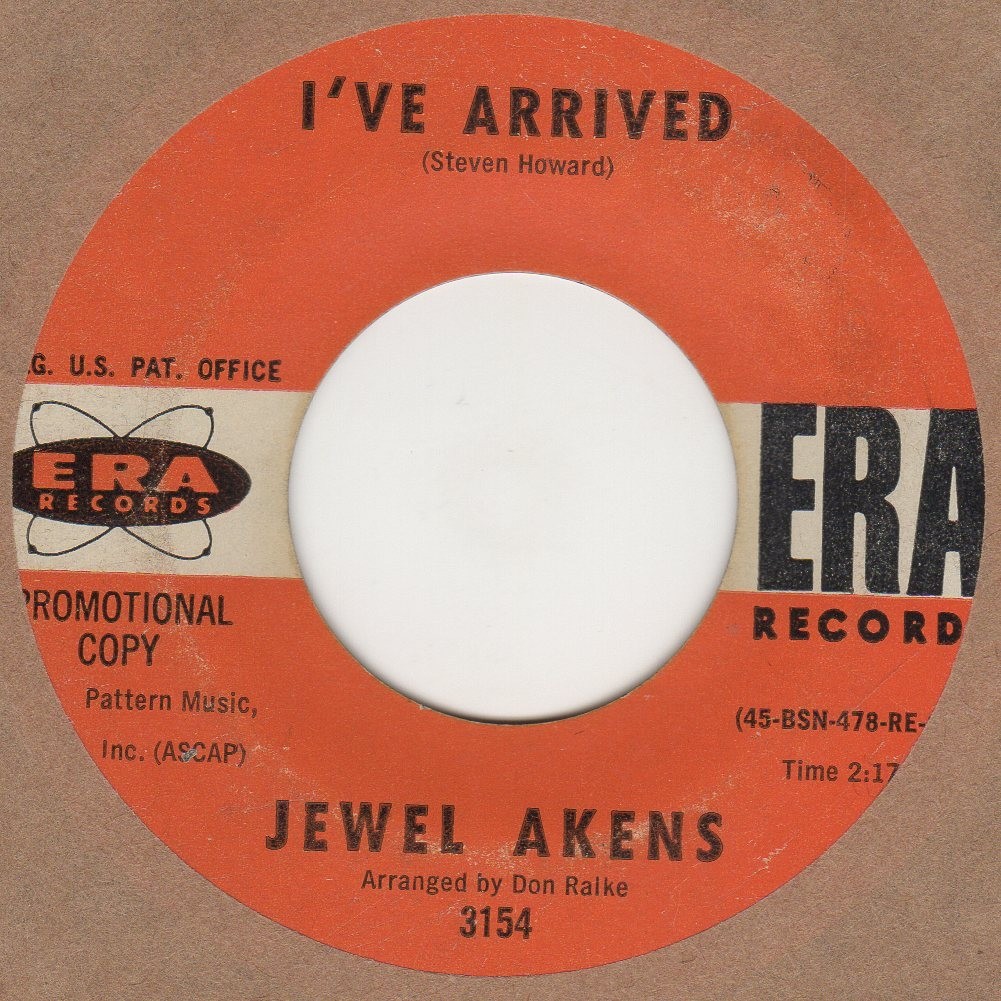 I'VE ARRIVED
(Steven Howard)
.G. U.S. PAT. OFFICE
ERA
RECORDS
ERA
RECORD
PROMOTIONAL
COPY
Pattern Music,
Inc. (ASCAP)
(45-BSN-478-RE-
Time 2:17
JEWEL AKENS
Arranged by Don Ralke
3154